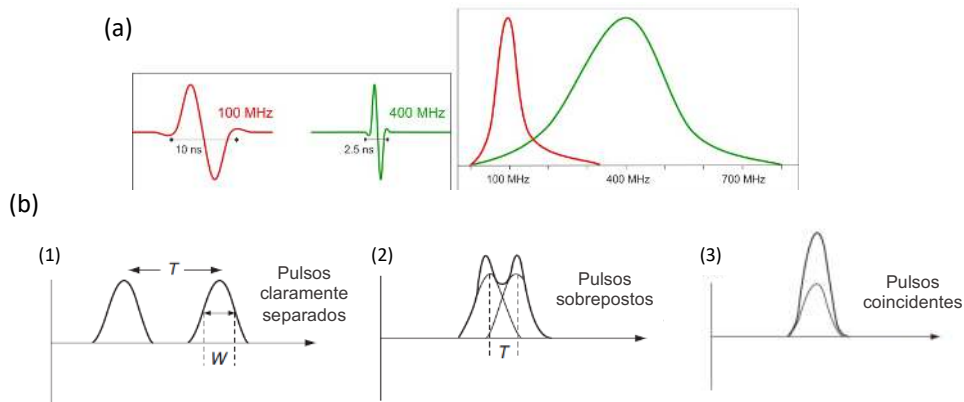 (a)
100 MHz
10 ns
400 MHz
2.5 ns
100 MHz
400 MHz
700 MHz
(b)
(1)
T
W
Pulsos
claramente
separados
(2)
T
Pulsos
sobrepostos
(3)
Pulsos
coincidentes